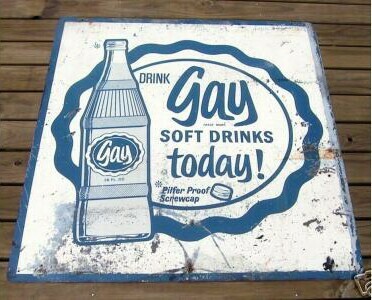 DRINK
Gay
SOFT DRINKS
today!
Pilfer Proof
Screwcap
Gay